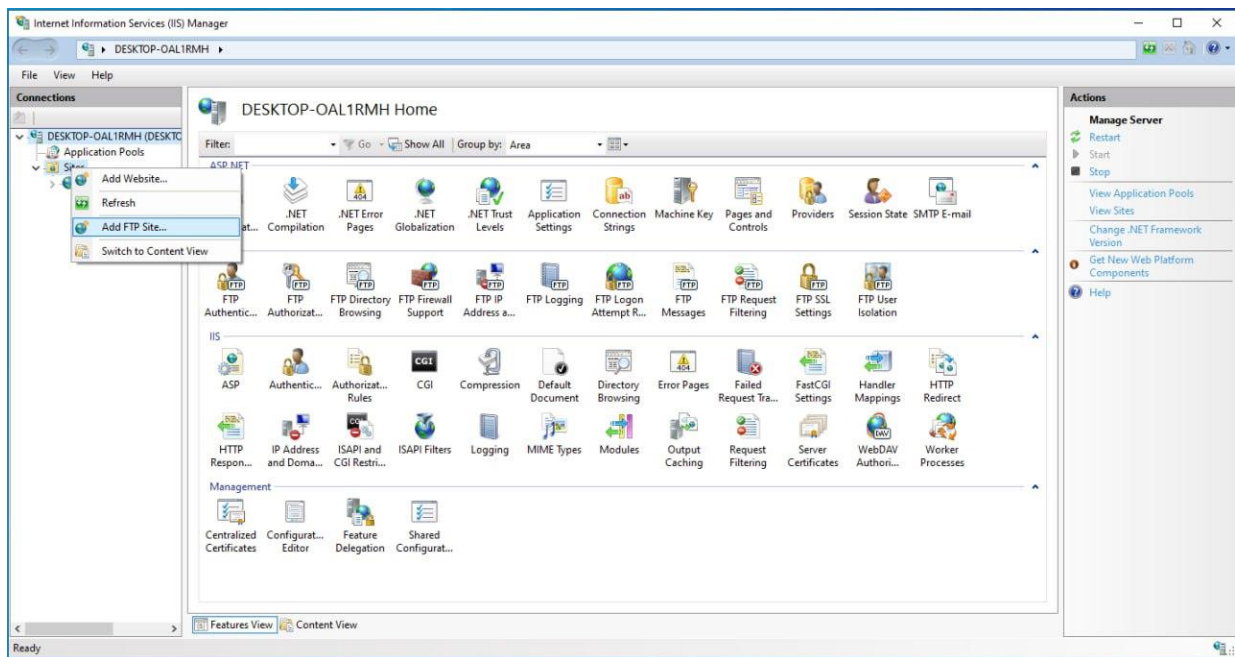 Internet Information Services (IIS) Manager
DESKTOP-OAL1RMH
File View Help
Connections
DESKTOP-OAL1RMH (DESKTC
Application Pools
Sites
Add Website...
Refresh
Add FTP Site...
Switch to Content View
DESKTOP-OAL1RMH Home
Filter: Go Show All Group by: Area
ASP.NET
.NET Compilation
.NET Error Pages
.NET Globalization
.NET Trust Levels
Application Settings
Connection Strings
Machine Key
Pages and Controls
Providers
Session State
SMTP E-mail
FTP Authentic...
FTP Authorizat...
FTP Directory Browsing
FTP Firewall Support
FTP IP Address a...
FTP Logging
FTP Logon Attempt R...
FTP Messages
FTP Request Filtering
FTP SSL Settings
FTP User Isolation
IIS
ASP
Authentic...
Authorizat... Rules
CGI
Compression
Default Document
Directory Browsing
Error Pages
Failed Request Tra...
FastCGI Settings
Handler Mappings
HTTP Redirect
HTTP Respon...
IP Address and Doma...
ISAPI and CGI Restri...
ISAPI Filters
Logging
MIME Types
Modules
Output Caching
Request Filtering
Server Certificates
WebDAV Authori...
Worker Processes
Management
Centralized Certificates
Configurat... Editor
Feature Delegation
Shared Configurat...
Features View Content View
Actions
Manage Server
Restart
Start
Stop
View Application Pools
View Sites
Change .NET Framework
Version
Get New Web Platform
Components
Help
Ready